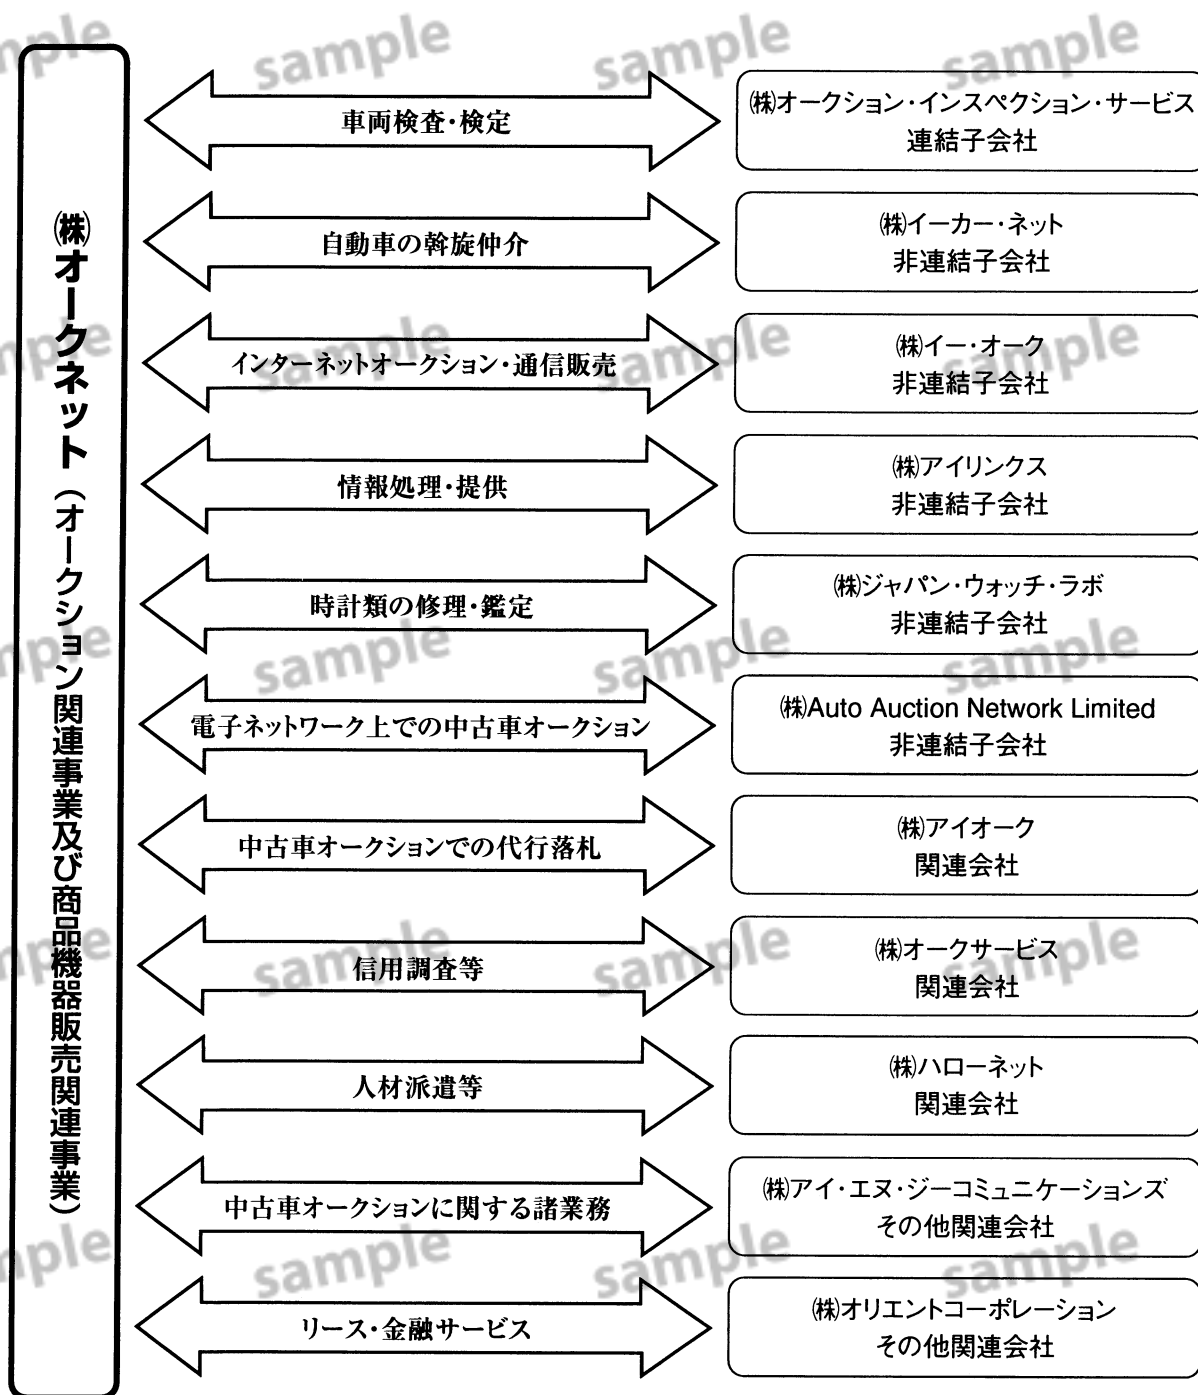 ㈱オークネット(オークション関連事業及び商品機器販売関連事業)
車両検査・検定
㈱オークション・インスペクション・サービス
連結子会社
自動車の斡旋仲介
㈱イーカー・ネット
非連結子会社
インターネットオークション・通信販売
㈱イー・オーク
非連結子会社
情報処理・提供
㈱アイリンクス
非連結子会社
時計類の修理・鑑定
㈱ジャパン・ウォッチ・ラボ
非連結子会社
電子ネットワーク上での中古車オークション
㈱Auto Auction Network Limited
非連結子会社
中古車オークションでの代行落札
㈱アイオーク
関連会社
信用調査等
㈱オークサービス
関連会社
人材派遣等
㈱ハローネット
関連会社
中古車オークションに関する諸業務
㈱アイ・エヌ・ジーコミュニケーションズ
その他関連会社
リース・金融サービス
㈱オリエントコーポレーション
その他関連会社
sample